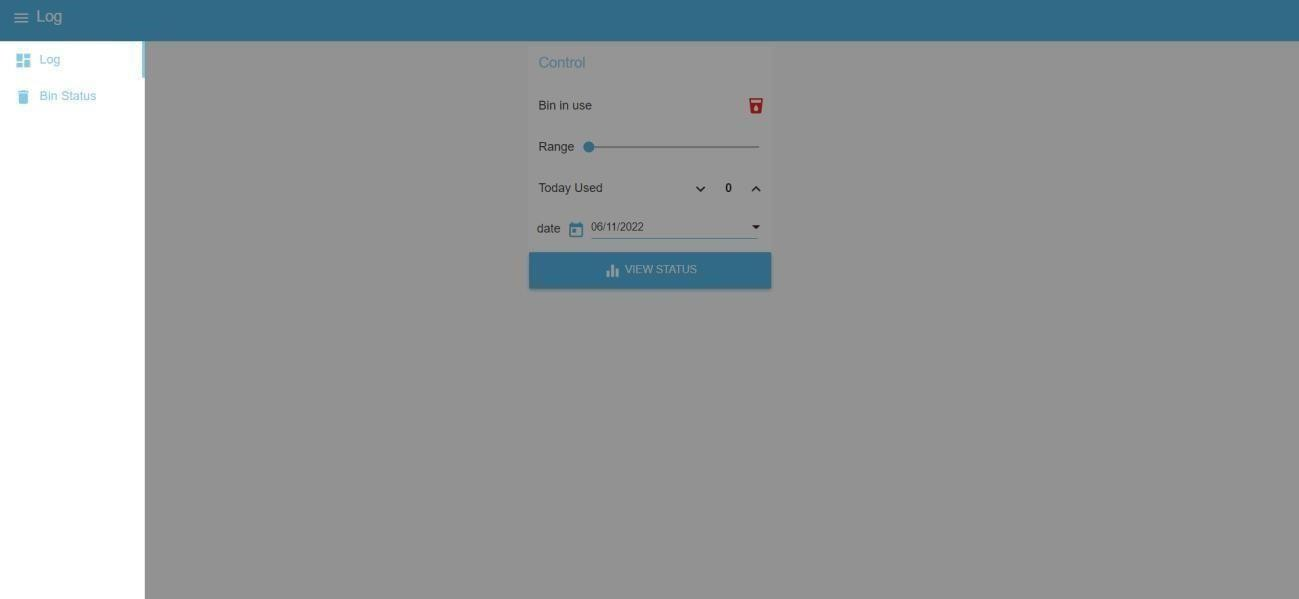 Log
Log
Bin Status
Control
Bin in use
Range
Today Used 0
date 06/11/2022
VIEW STATUS